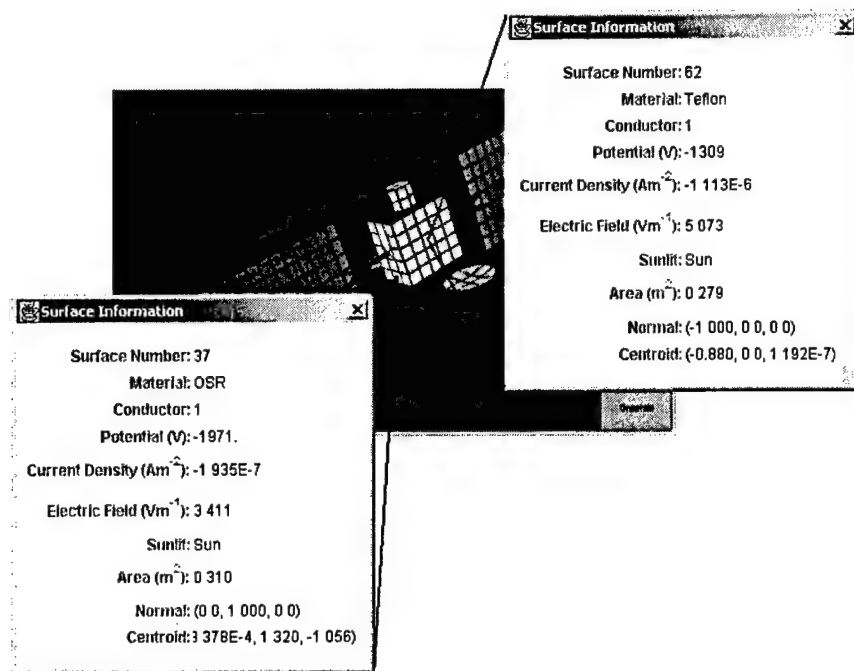 Surface Information
Surface Number: 62
Material: Teflon
Conductor: 1
Potential (V): -1309
Current Density (Am⁻²): -1 113E-6
Electric Field (Vm⁻¹): 5 073
Sunlit: Sun
Area (m²): 0 279
Normal: (-1 000, 0 0, 0 0)
Centroid: (-0.880, 0 0, 1 192E-7)
Surface Information
Surface Number: 37
Material: OSR
Conductor: 1
Potential (V): -1971.
Current Density (Am⁻²): -1 935E-7
Electric Field (Vm⁻¹): 3 411
Sunlit: Sun
Area (m²): 0 310
Normal: (0 0, 1 000, 0 0)
Centroid: 3 378E-4, 1 320, -1 056)